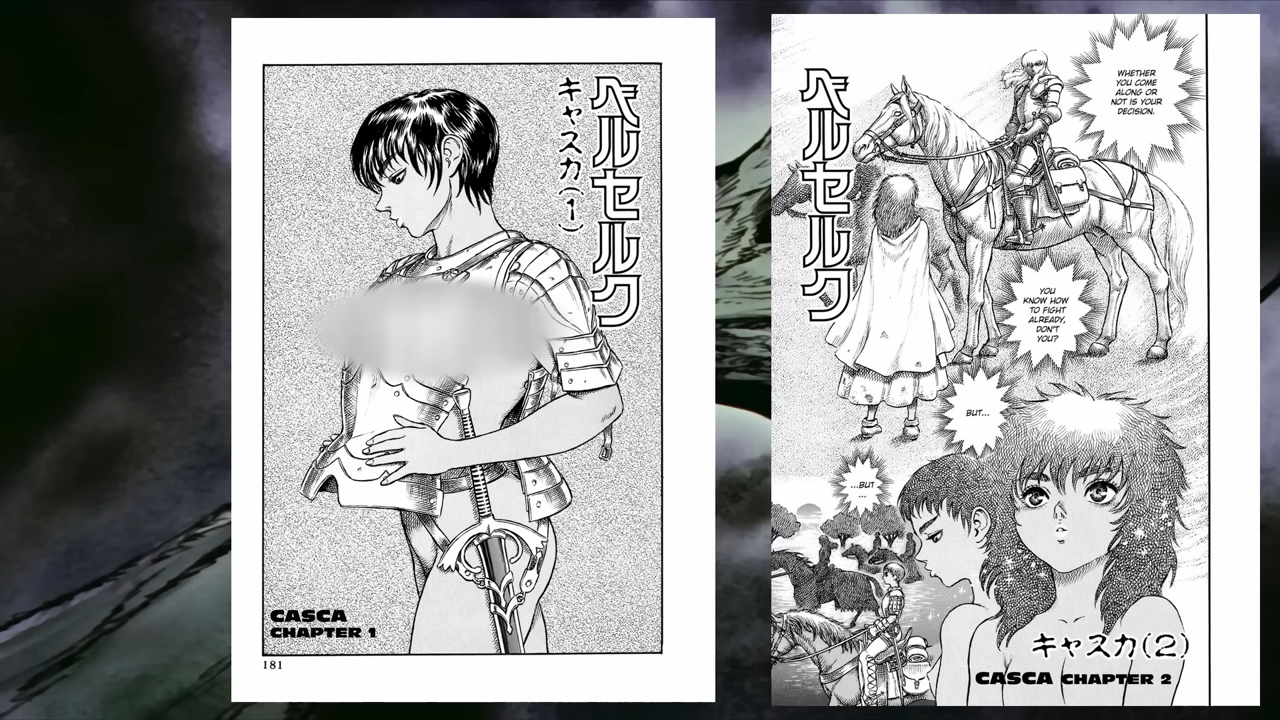 ベルセルク
キャスカ(1)
CASCA
CHAPTER 1
181
ベルセルク
WHETHER
YOU COME
ALONG OR
NOT IS YOUR
DECISION.
YOU
KNOW HOW
TO FIGHT
ALREADY,
DON'T
YOU?
BUT...
...BUT
...
キャスカ(2)
CASCA CHAPTER 2